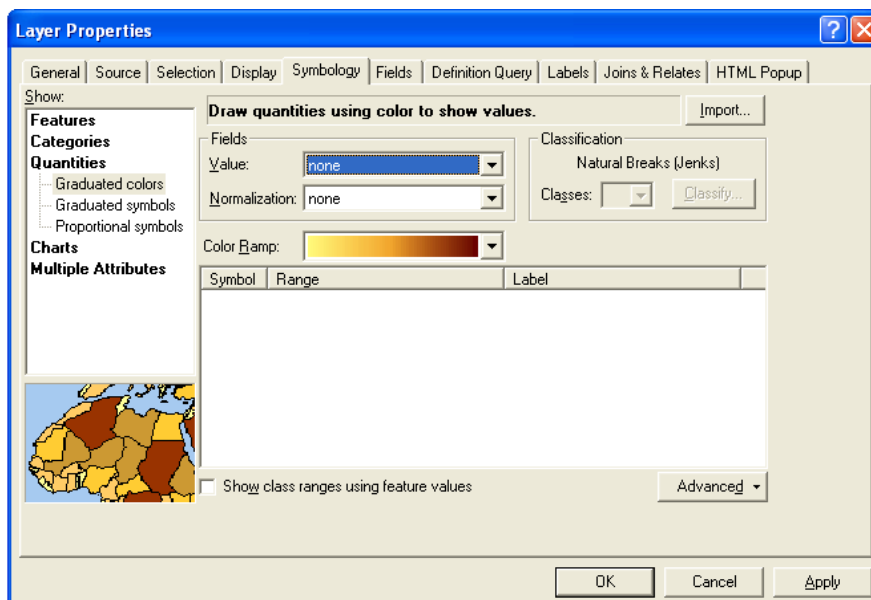 Layer Properties
General Source Selection Display Symbology Fields Definition Query Labels Joins & Relates HTML Popup
Show:
Features
Categories
Quantities
Graduated colors
Graduated symbols
Proportional symbols
Charts
Multiple Attributes
Draw quantities using color to show values.
Import...
Fields
Value: none
Normalization: none
Classification
Natural Breaks (Jenks)
Classes: Classify...
Color Ramp:
Symbol Range Label
Show class ranges using feature values
Advanced
OK Cancel Apply